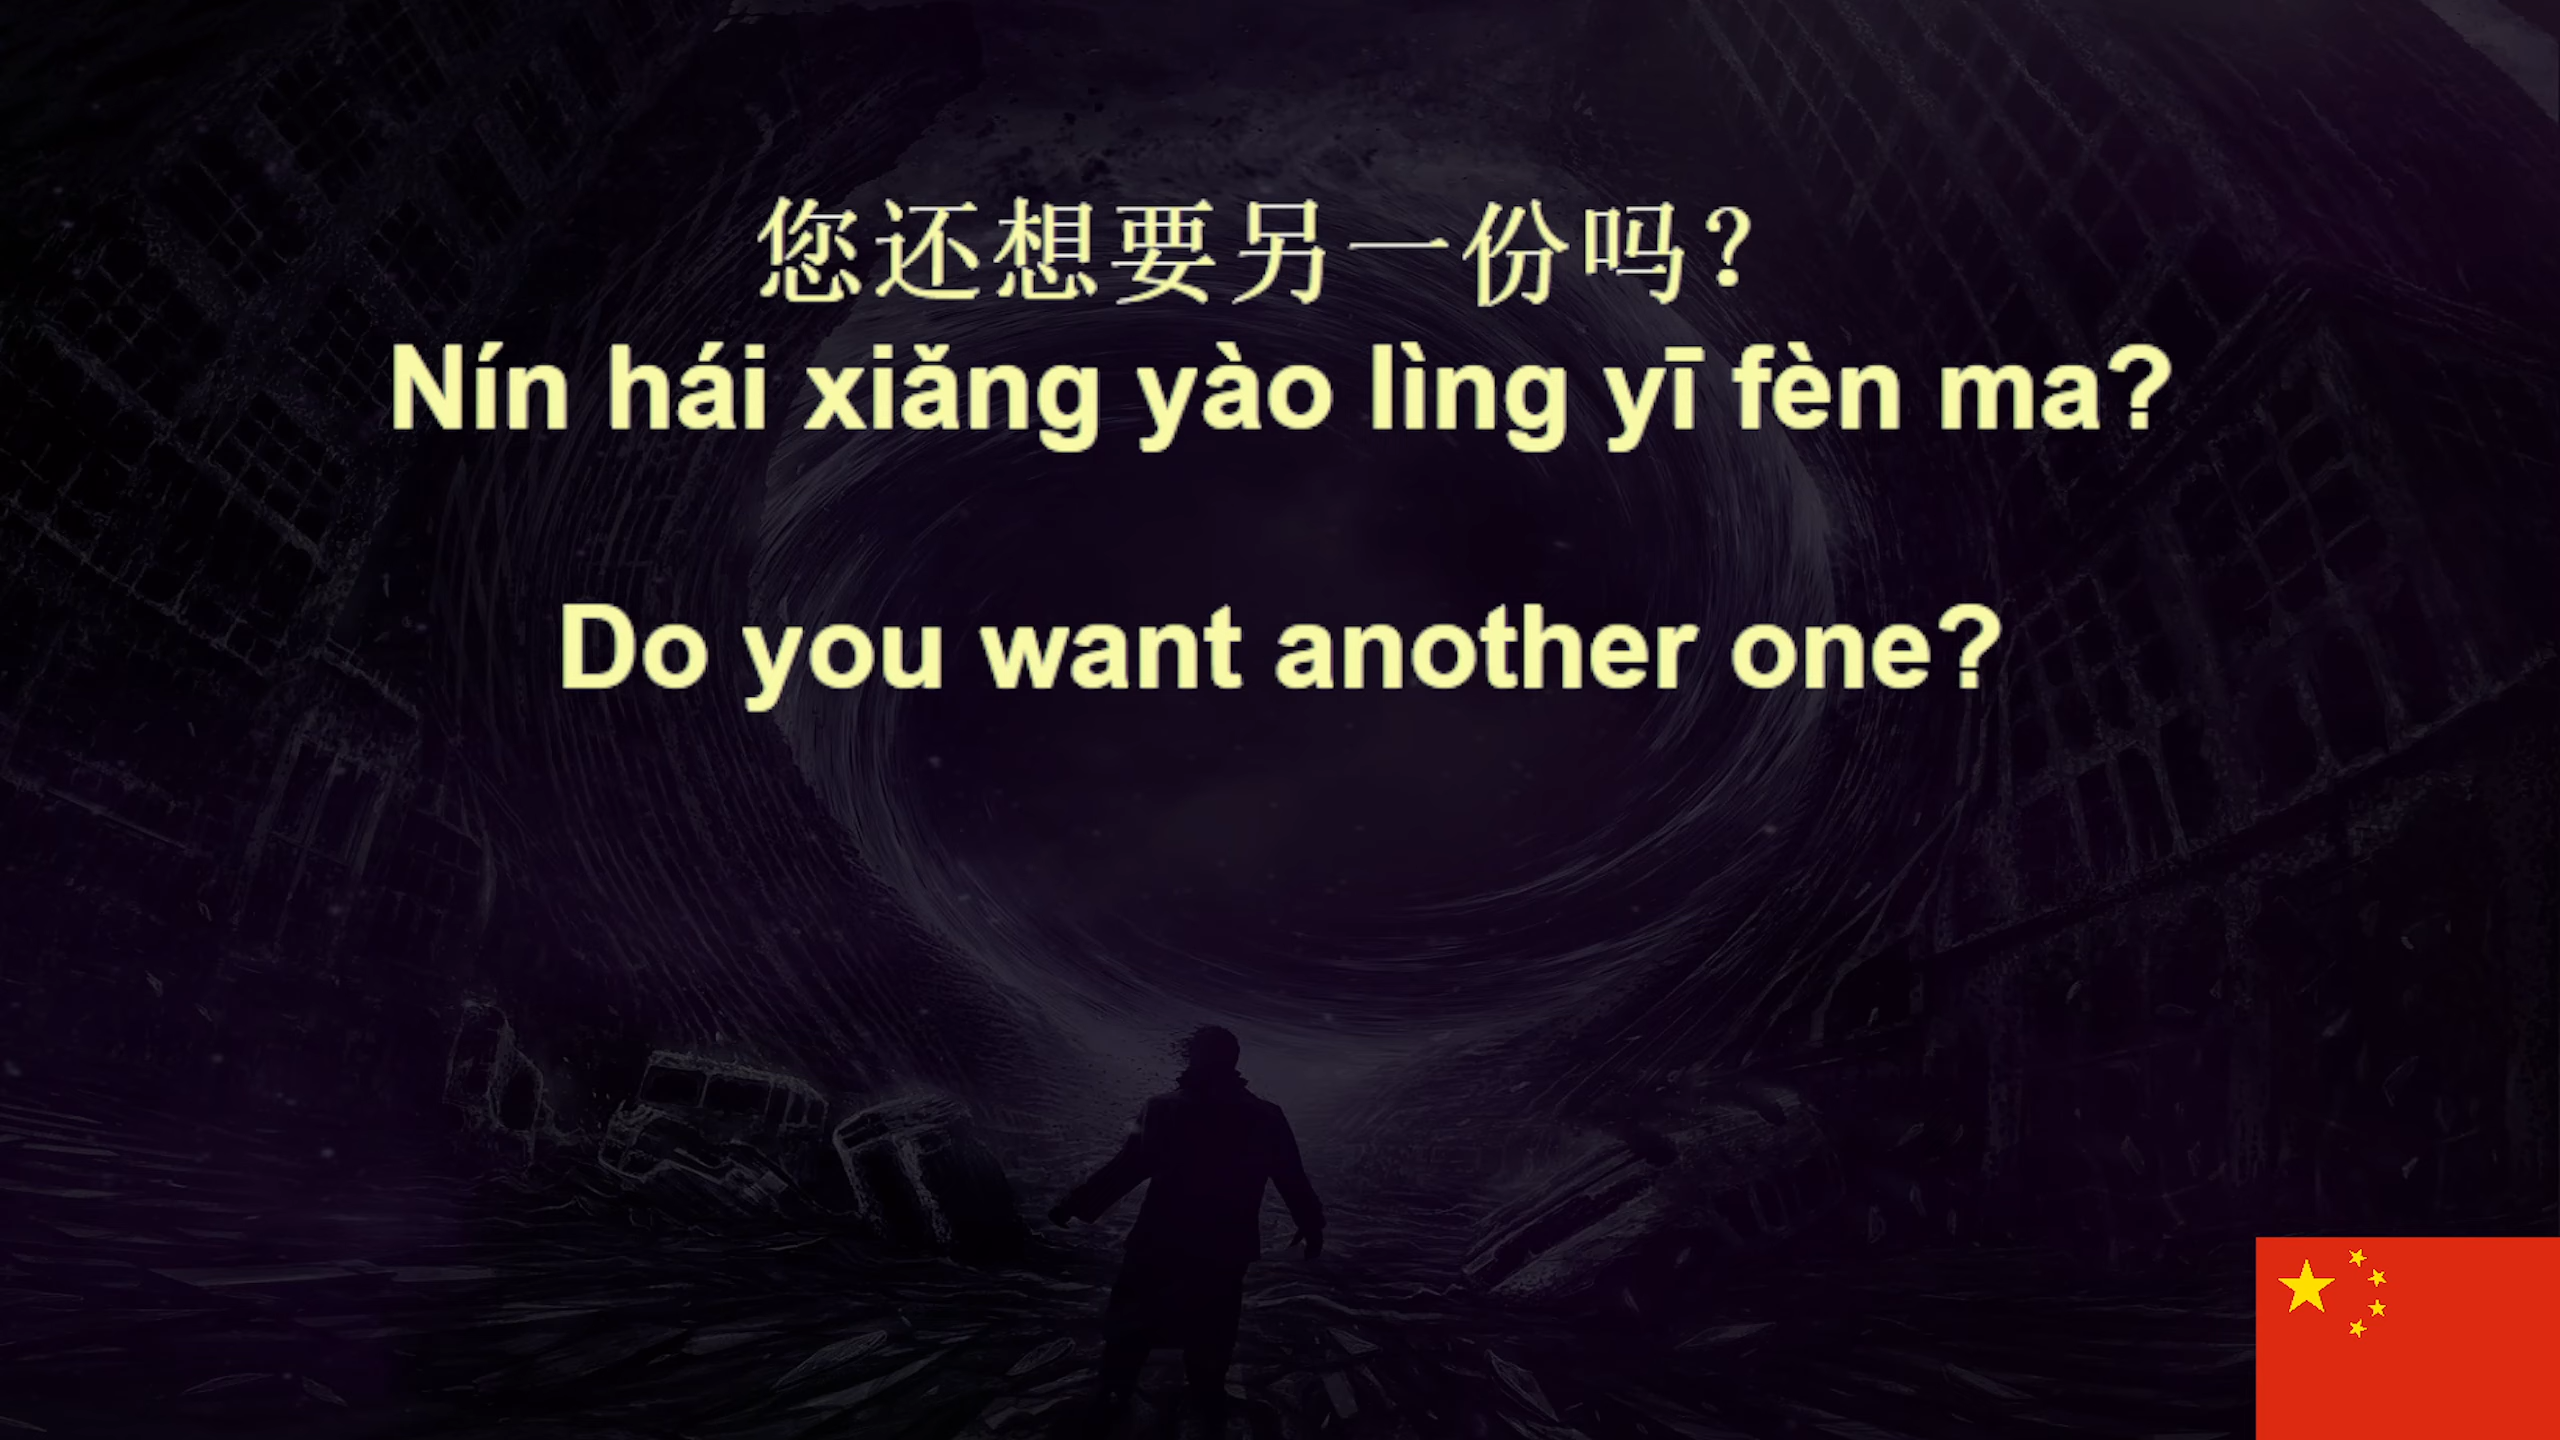 您还想要另一份吗？
Nín hái xiǎng yào lìng yī fèn ma?
Do you want another one?